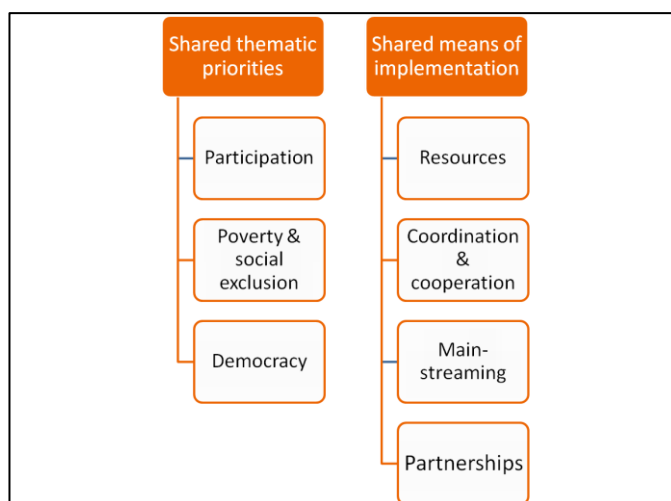 Shared thematic
priorities
Participation
Poverty &
social
exclusion
Democracy
Shared means of
implementation
Resources
Coordination
&
cooperation
Main-
streaming
Partnerships